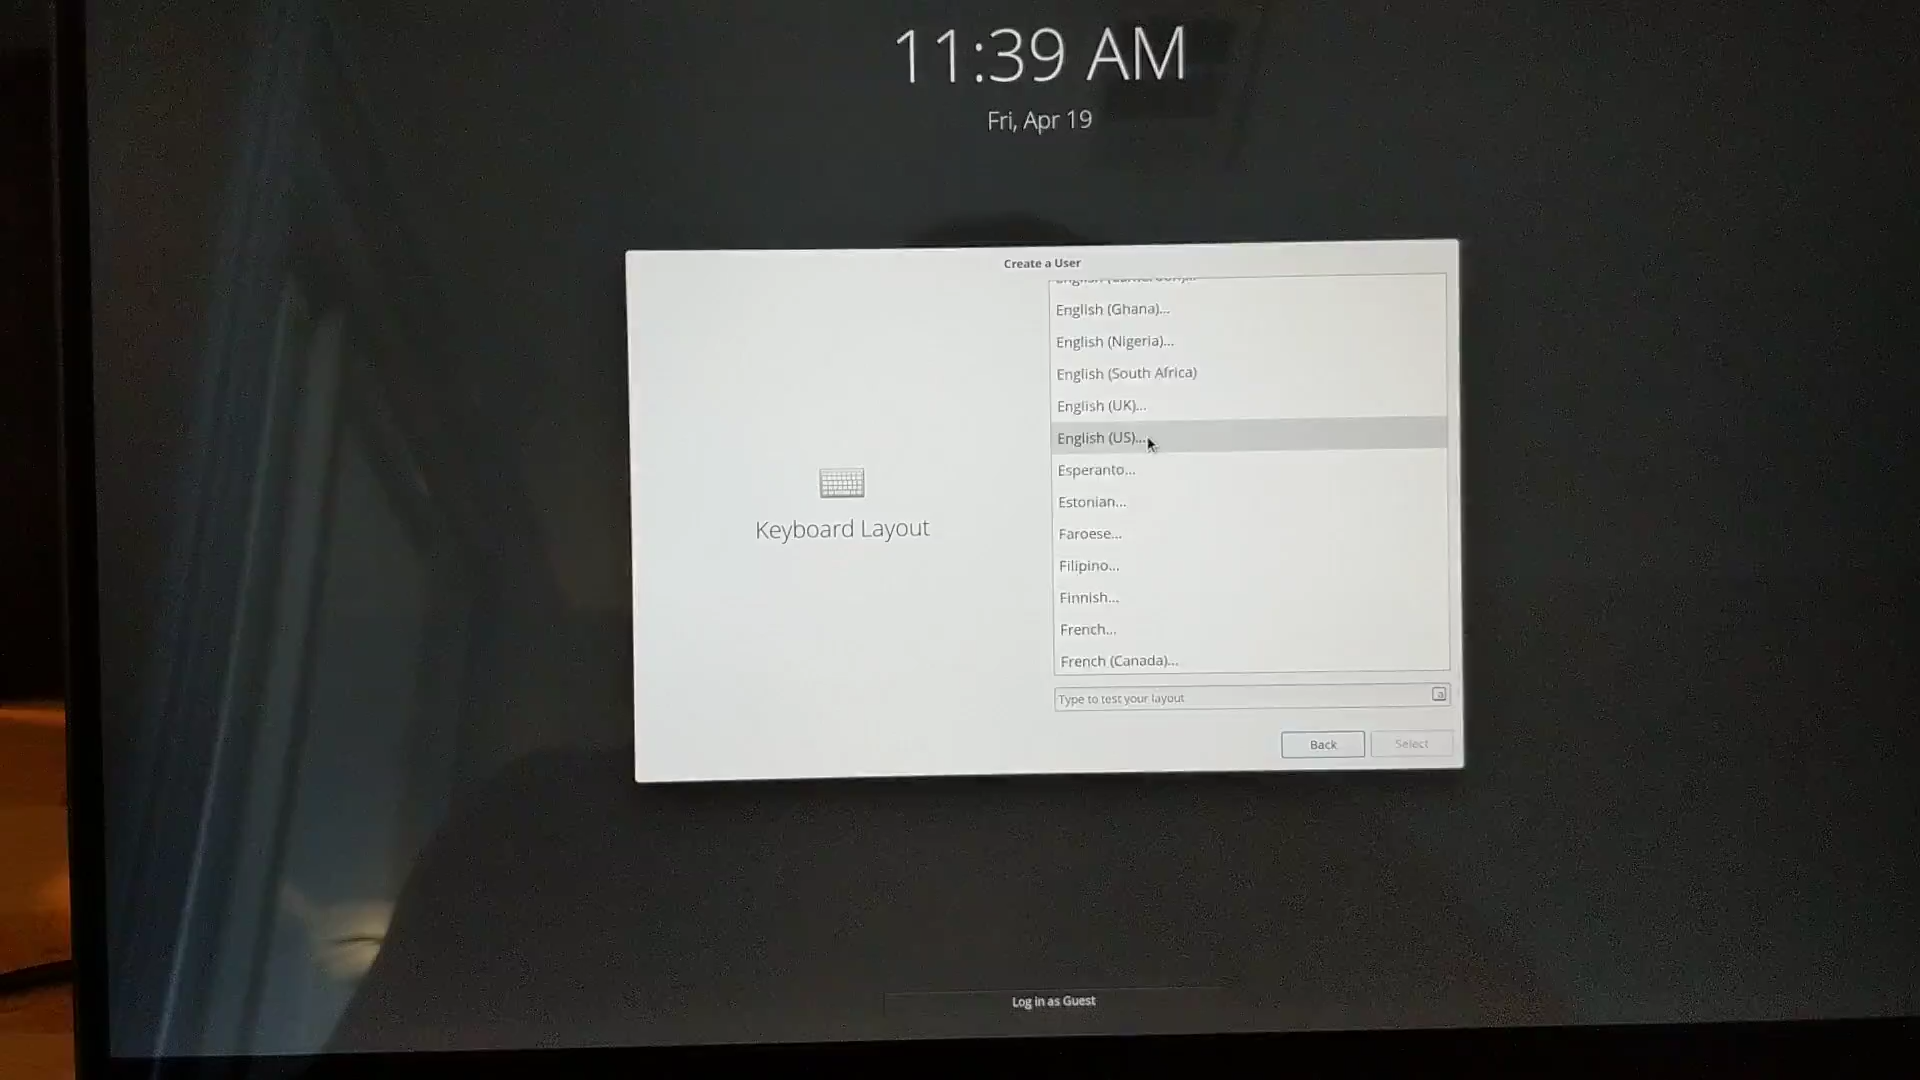 11:39 AM
Fri, Apr 19
Create a User
English (Ghana)...
English (Nigeria)...
English (South Africa)
English (UK)...
English (US)...
Esperanto...
Estonian...
Faroese...
Filipino...
Finnish...
French...
French (Canada)...
Keyboard Layout
Type to test your layout
Back
Select
Log in as Guest